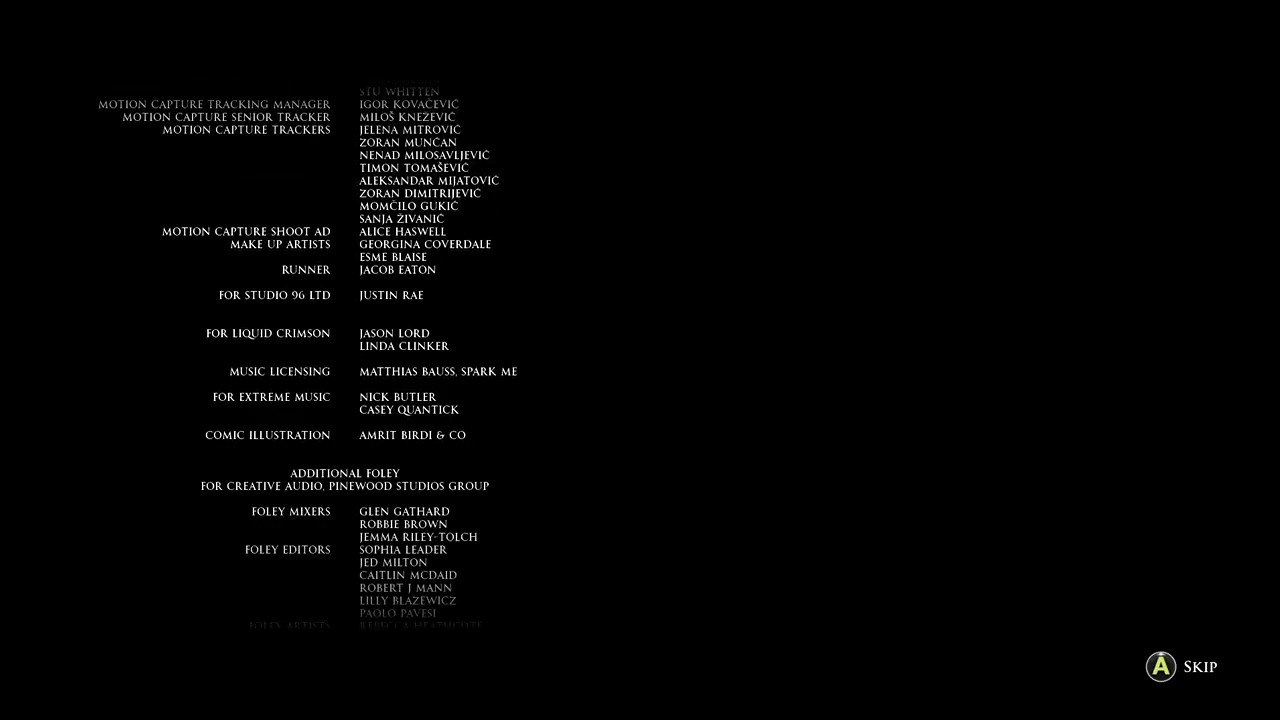 STU WHITTEN
MOTION CAPTURE TRACKING MANAGER IGOR KOVAČEVIĆ
MOTION CAPTURE SENIOR TRACKER MILOŠ KNEŽEVIĆ
MOTION CAPTURE TRACKERS JELENA MITROVIĆ
ZORAN MUNĆAN
NENAD MILOSAVLJEVIĆ
TIMON TOMAŠEVIĆ
ALEKSANDAR MIJATOVIĆ
ZORAN DIMITRIJEVIĆ
MOMČILO GUKIĆ
SANJA ŽIVANIĆ
MOTION CAPTURE SHOOT AD ALICE HASWELL
MAKE UP ARTISTS GEORGINA COVERDALE
ESME BLAISE
RUNNER JACOB EATON
FOR STUDIO 96 LTD JUSTIN RAE
FOR LIQUID CRIMSON JASON LORD
LINDA CLINKER
MUSIC LICENSING MATTHIAS BAUSS, SPARK ME
FOR EXTREME MUSIC NICK BUTLER
CASEY QUANTICK
COMIC ILLUSTRATION AMRIT BIRDI & CO
ADDITIONAL FOLEY
FOR CREATIVE AUDIO, PINEWOOD STUDIOS GROUP
FOLEY MIXERS GLEN GATHARD
ROBBIE BROWN
JEMMA RILEY-TOLCH
FOLEY EDITORS SOPHIA LEADER
JED MILTON
CAITLIN MCDAID
ROBERT J MANN
LILLY BLAZEWICZ
PAOLO PAVESI
FOLEY ARTISTS REBECCA HEATHCOTE
A SKIP